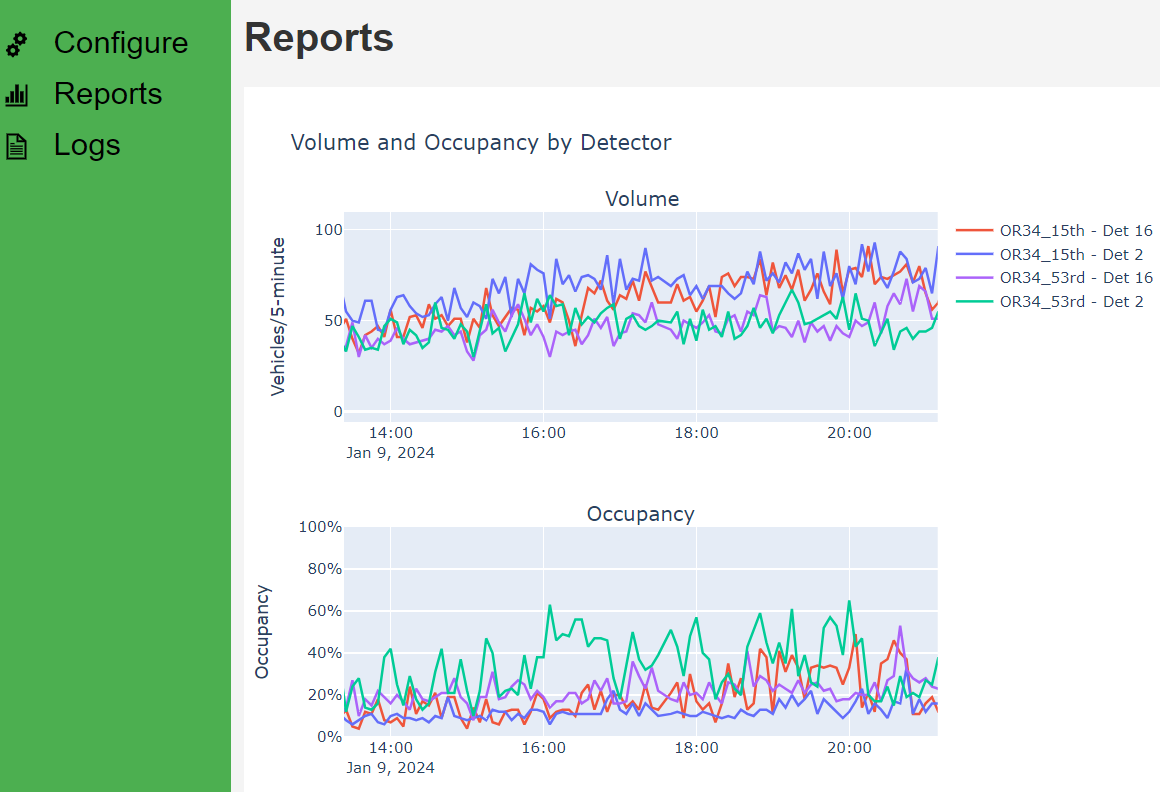 Configure
Reports
Logs
Reports
Volume and Occupancy by Detector
Volume
Vehicles/5-minute
100
50
0
14:00
16:00
18:00
20:00
Jan 9, 2024
OR34_15th - Det 16
OR34_15th - Det 2
OR34_53rd - Det 16
OR34_53rd - Det 2
Occupancy
Occupancy
100%
80%
60%
40%
20%
0%
14:00
16:00
18:00
20:00
Jan 9, 2024